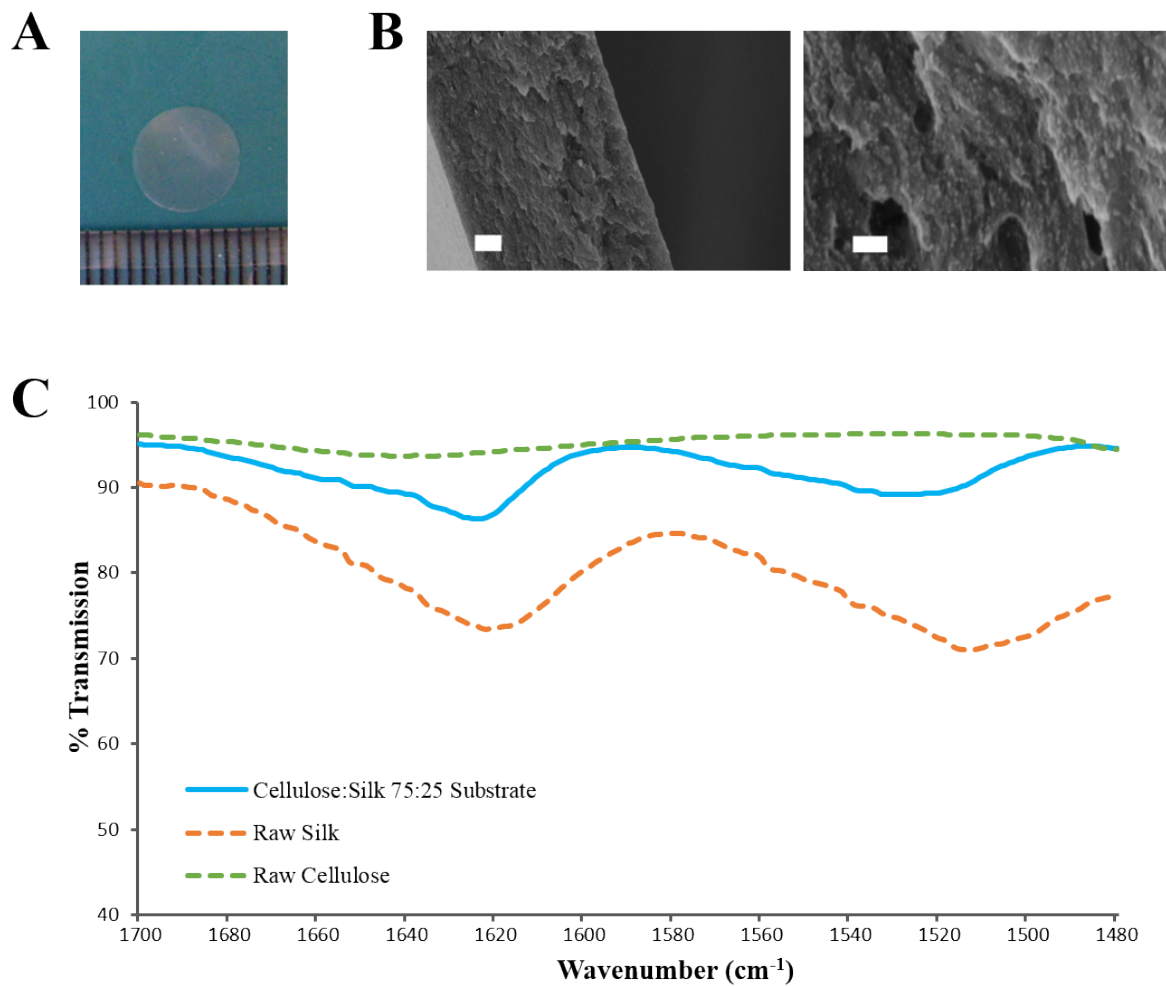 A
B
C
100
90
80
70
60
50
40
% Transmission
Cellulose:Silk 75:25 Substrate
Raw Silk
Raw Cellulose
1700 1680 1660 1640 1620 1600 1580 1560 1540 1520 1500 1480
Wavenumber (cm⁻¹)